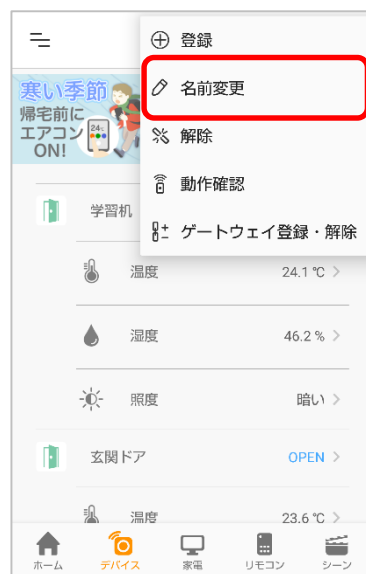 登録
名前変更
解除
動作確認
ゲートウェイ登録・解除
寒い季節
帰宅前に
エアコン
ON!
24℃
学習机
温度
24.1 ℃
湿度
46.2 %
照度
暗い
玄関ドア
OPEN
温度
23.6 ℃
ホーム
デバイス
家電
リモコン
シーン